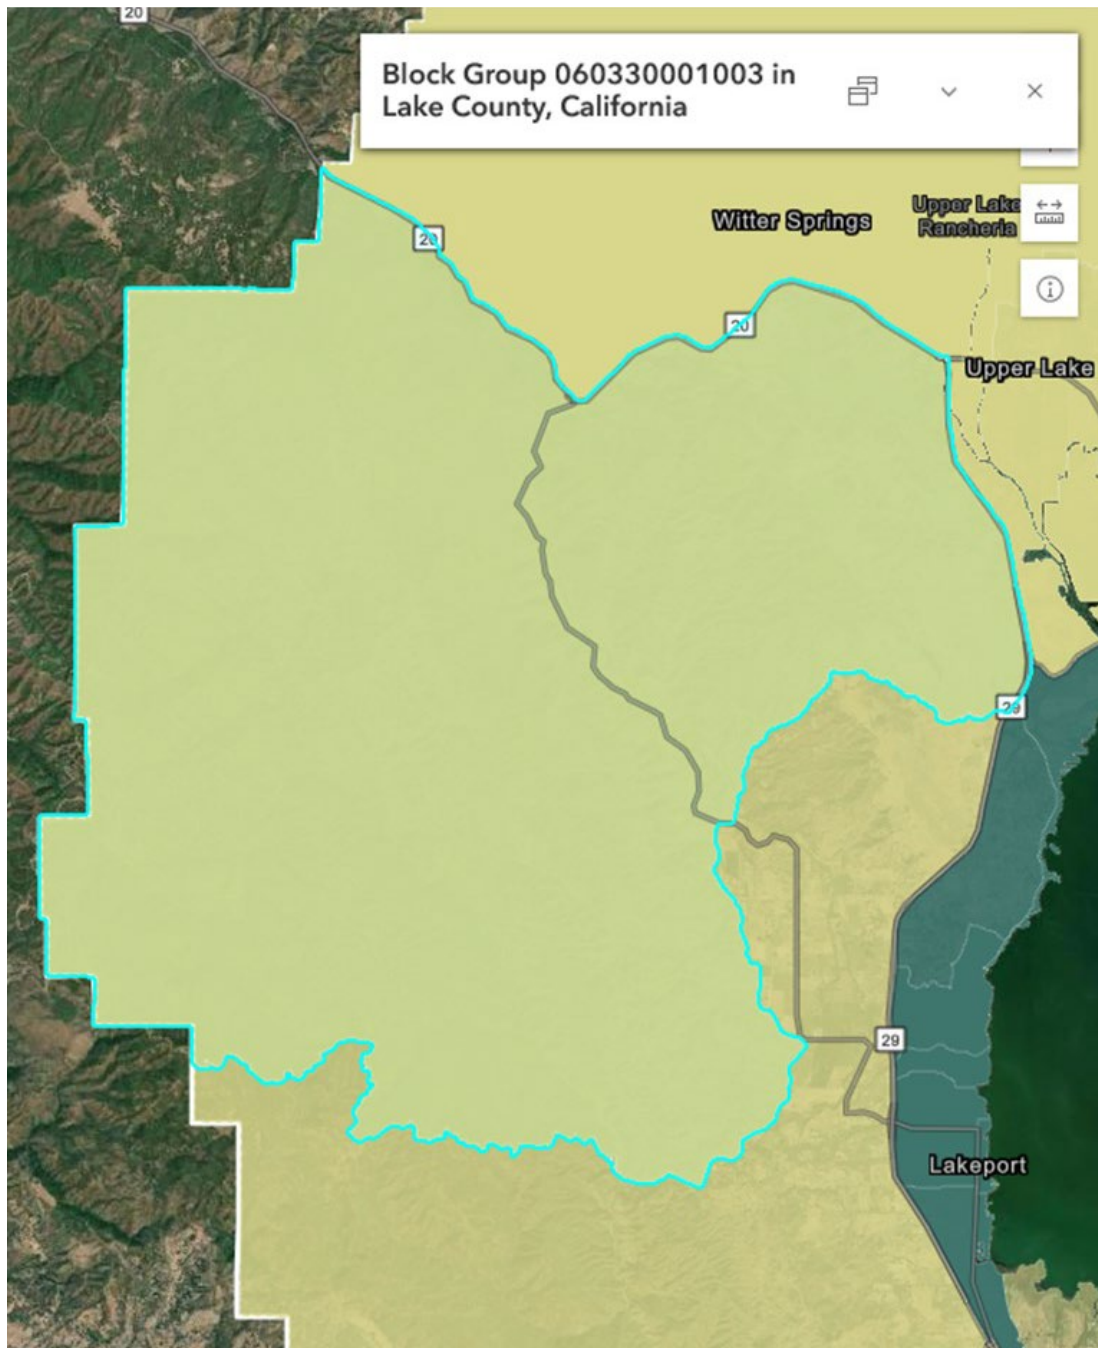 20
Block Group 060330001003 in
Lake County, California
Witter Springs
Upper Lake
Rancheria
20
20
Upper Lake
29
29
Lakeport